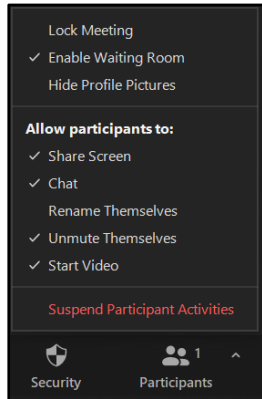 Lock Meeting
Enable Waiting Room
Hide Profile Pictures
Allow participants to:
Share Screen
Chat
Rename Themselves
Unmute Themselves
Start Video
Suspend Participant Activities
1
Security Participants